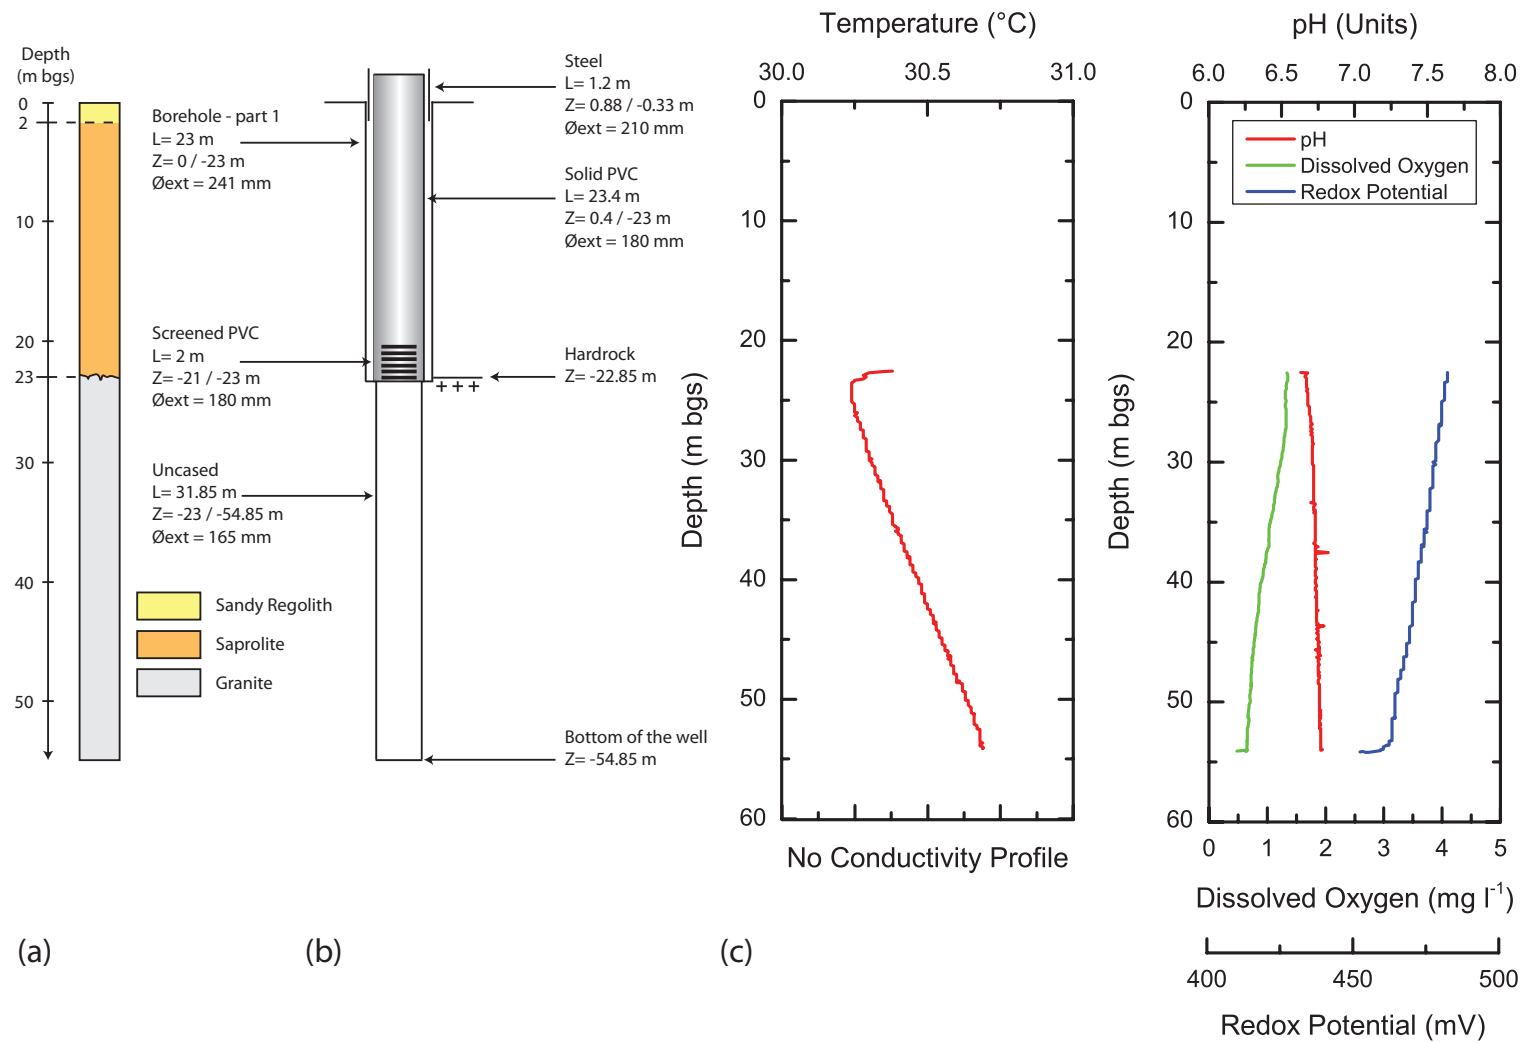 Depth
(m bgs)
0
2
10
20
23
30
40
50
Borehole - part 1
L= 23 m
Z= 0 / -23 m
Øext = 241 mm
Screened PVC
L= 2 m
Z= -21 / -23 m
Øext = 180 mm
Uncased
L= 31.85 m
Z= -23 / -54.85 m
Øext = 165 mm
Sandy Regolith
Saprolite
Granite
(a)
Steel
L= 1.2 m
Z= 0.88 / -0.33 m
Øext = 210 mm
Solid PVC
L= 23.4 m
Z= 0.4 / -23 m
Øext = 180 mm
Hardrock
Z= -22.85 m
+ + +
Bottom of the well
Z= -54.85 m
(b)
Temperature (°C)
30.0 30.5 31.0
0
10
20
30
40
50
60
Depth (m bgs)
No Conductivity Profile
(c)
pH (Units)
6.0 6.5 7.0 7.5 8.0
pH
Dissolved Oxygen
Redox Potential
0
10
20
30
40
50
60
Depth (m bgs)
0 1 2 3 4 5
Dissolved Oxygen (mg l⁻¹)
400 450 500
Redox Potential (mV)